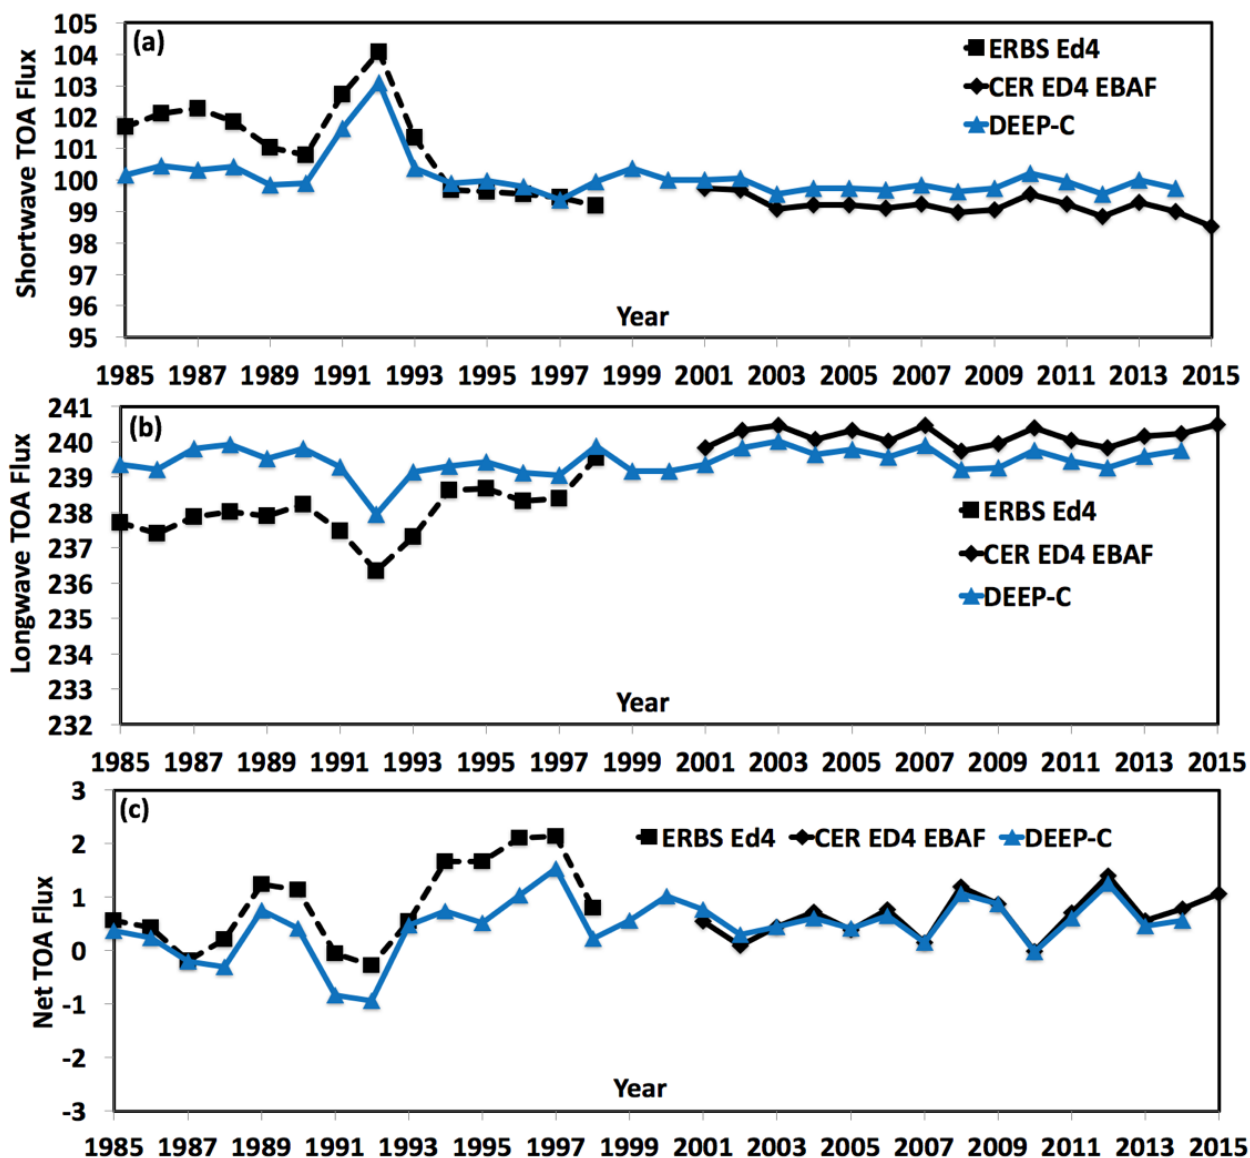 (a)
Shortwave TOA Flux
105
104
103
102
101
100
99
98
97
96
95
ERBS Ed4
CER ED4 EBAF
DEEP-C
Year
1985 1987 1989 1991 1993 1995 1997 1999 2001 2003 2005 2007 2009 2011 2013 2015
(b)
Longwave TOA Flux
241
240
239
238
237
236
235
234
233
232
ERBS Ed4
CER ED4 EBAF
DEEP-C
Year
1985 1987 1989 1991 1993 1995 1997 1999 2001 2003 2005 2007 2009 2011 2013 2015
(c)
Net TOA Flux
3
2
1
0
-1
-2
-3
ERBS Ed4 CER ED4 EBAF DEEP-C
Year
1985 1987 1989 1991 1993 1995 1997 1999 2001 2003 2005 2007 2009 2011 2013 2015